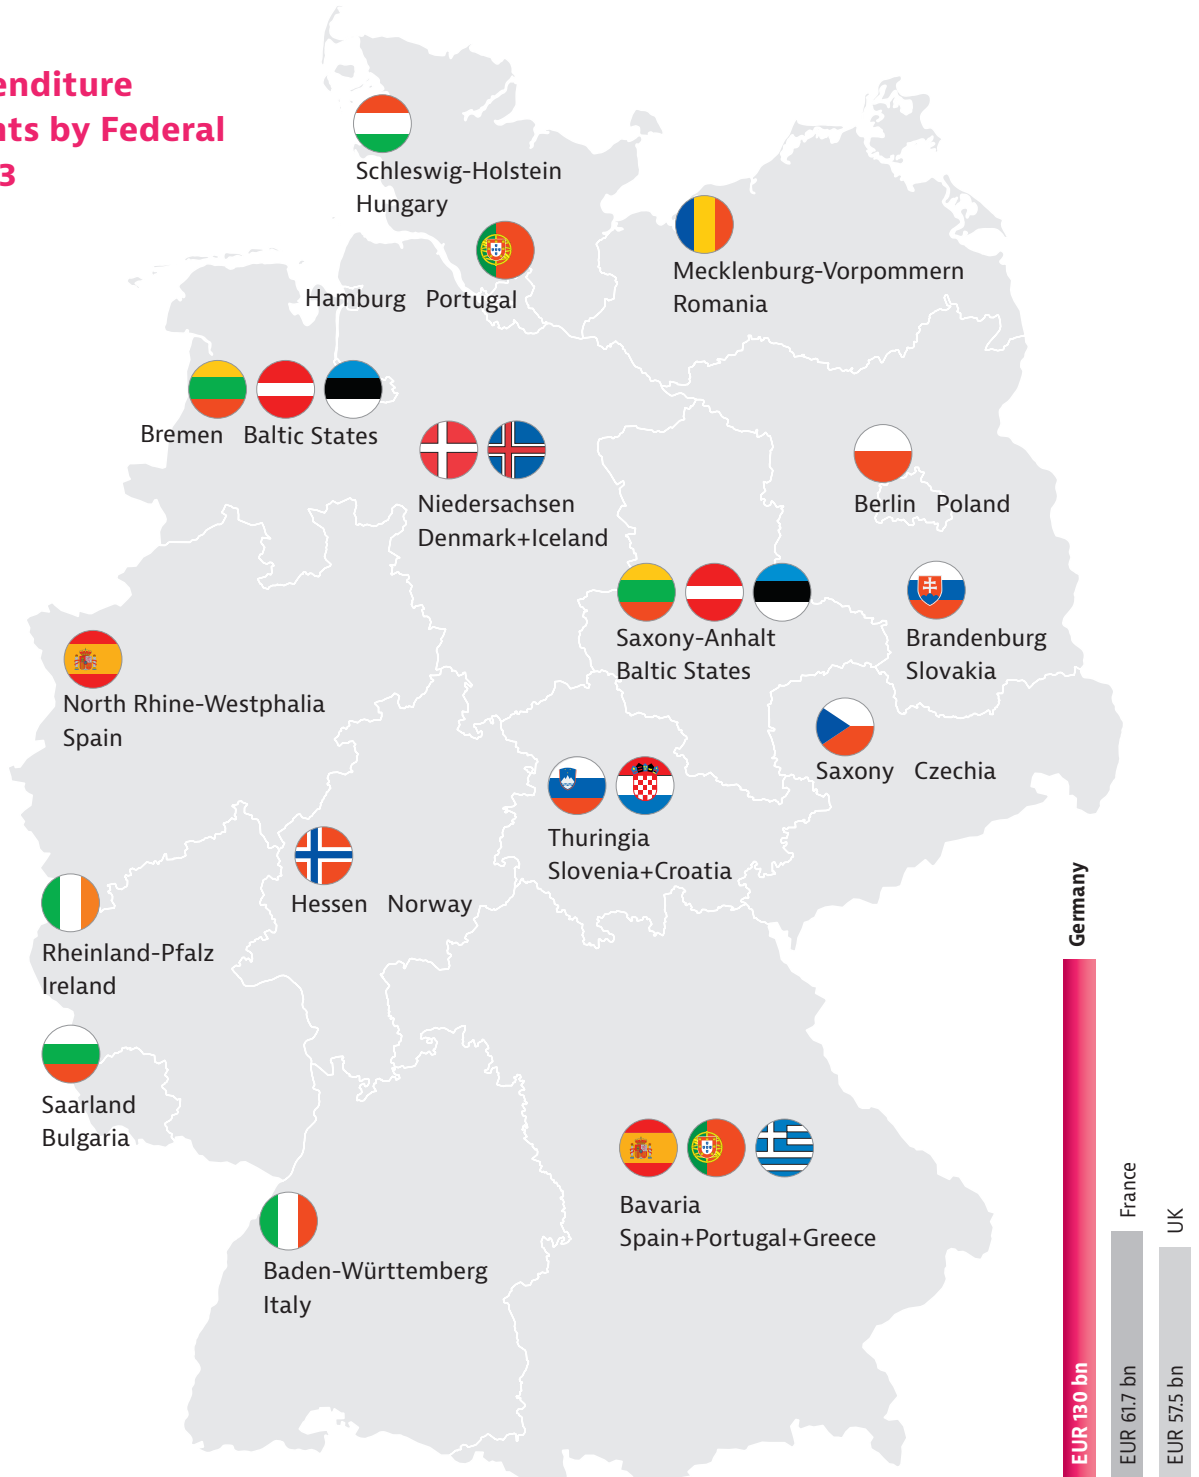 enditure
nts by Federal
3
Schleswig-Holstein
Hungary
Mecklenburg-Vorpommern
Romania
Hamburg Portugal
Bremen Baltic States
Niedersachsen
Denmark+Iceland
Berlin Poland
Saxony-Anhalt
Baltic States
Brandenburg
Slovakia
North Rhine-Westphalia
Spain
Saxony Czechia
Thuringia
Slovenia+Croatia
Hessen Norway
Rheinland-Pfalz
Ireland
Saarland
Bulgaria
Bavaria
Spain+Portugal+Greece
Baden-Württemberg
Italy
Germany
EUR 130 bn
France
EUR 61.7 bn
UK
EUR 57.5 bn